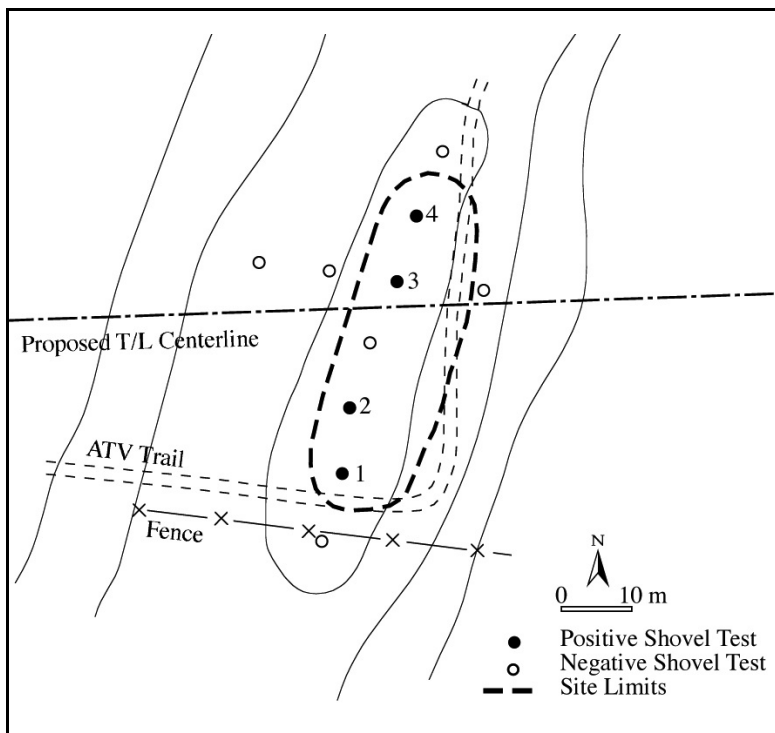 4
3
Proposed T/L Centerline
2
ATV Trail
1
Fence
N
0 10 m
Positive Shovel Test
Negative Shovel Test
Site Limits